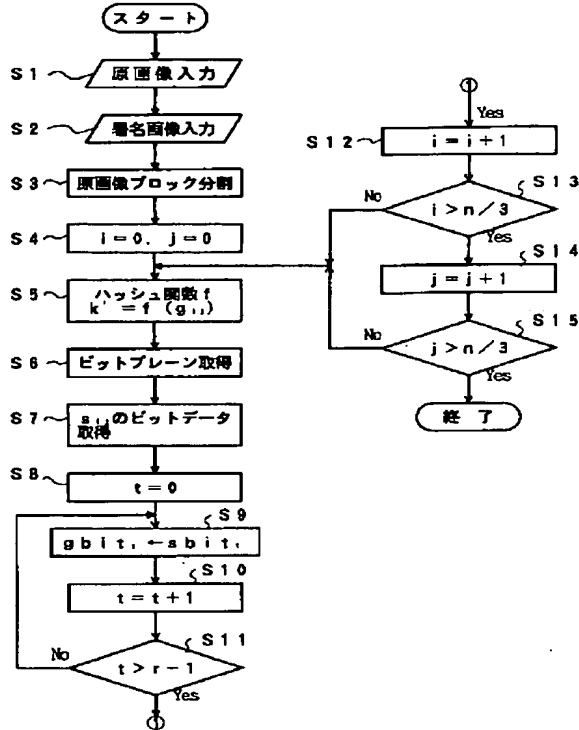 スタート
S1
原画像入力
S2
署名画像入力
S3
原画像ブロック分割
S4
i=0, j=0
S5
ハッシュ関数f
k'=f(gij)
S6
ビットプレーン取得
S7
sijのビットデータ
取得
S8
t=0
S9
gbitt←sbitt
S10
t=t+1
S11
t>r-1
No
Yes
①
①
Yes
S12
i=i+1
S13
i>n/3
No
Yes
S14
j=j+1
S15
j>n/3
No
Yes
終了